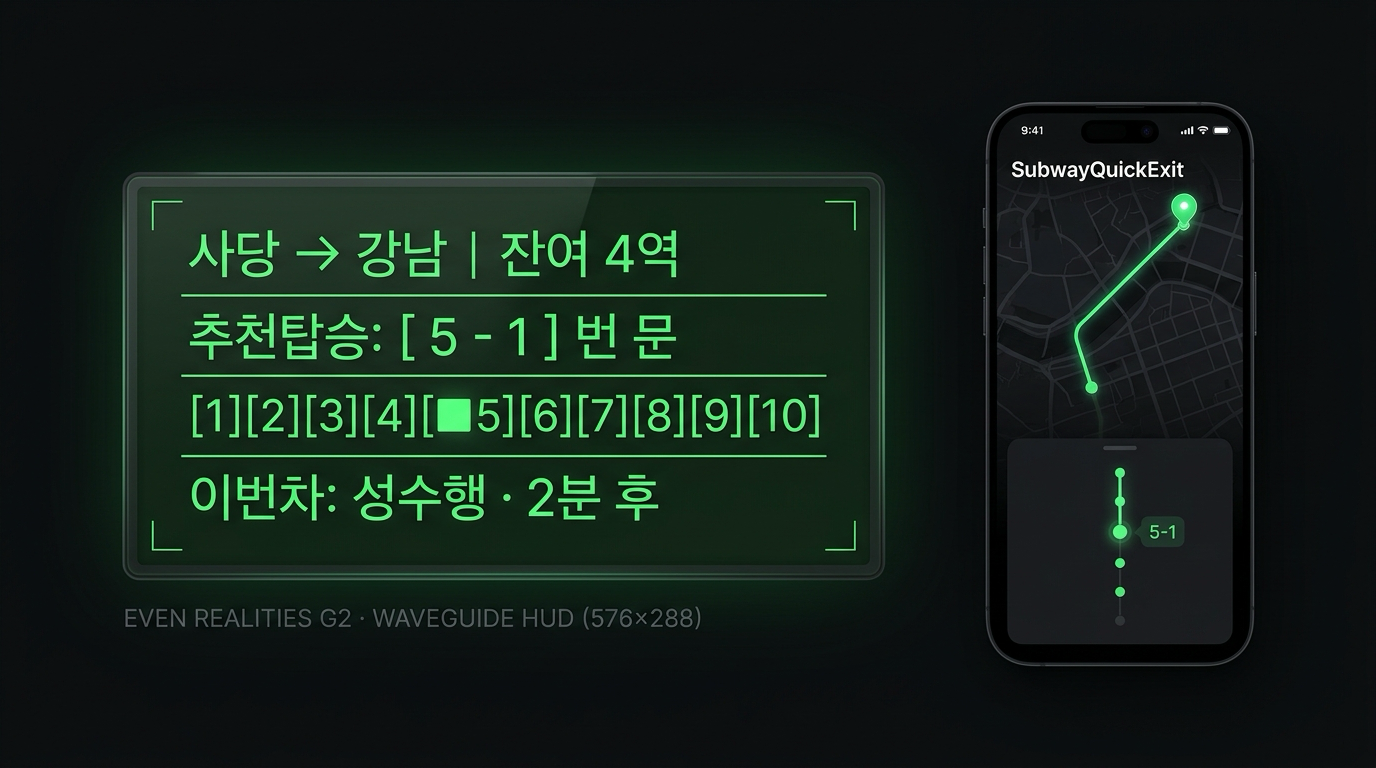 사당 → 강남 | 잔여 4역
추천탑승: [ 5 - 1 ] 번 문
[1][2][3][4][■5][6][7][8][9][10]
이번차: 성수행 · 2분 후
EVEN REALITIES G2 · WAVEGUIDE HUD (576×288)
9:41
SubwayQuickExit
5-1